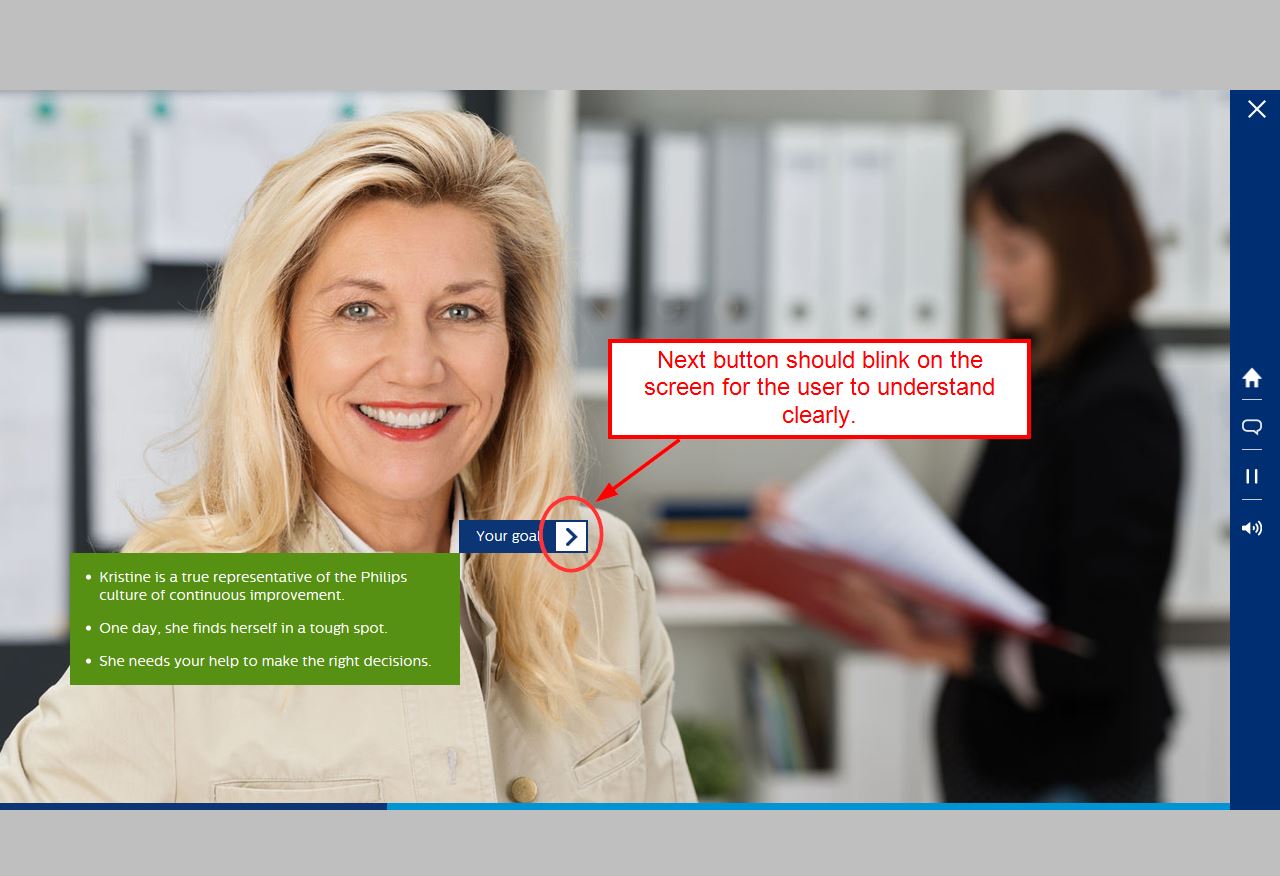 Next button should blink on the
screen for the user to understand
clearly.
Your goal
• Kristine is a true representative of the Philips
culture of continuous improvement.
• One day, she finds herself in a tough spot.
• She needs your help to make the right decisions.